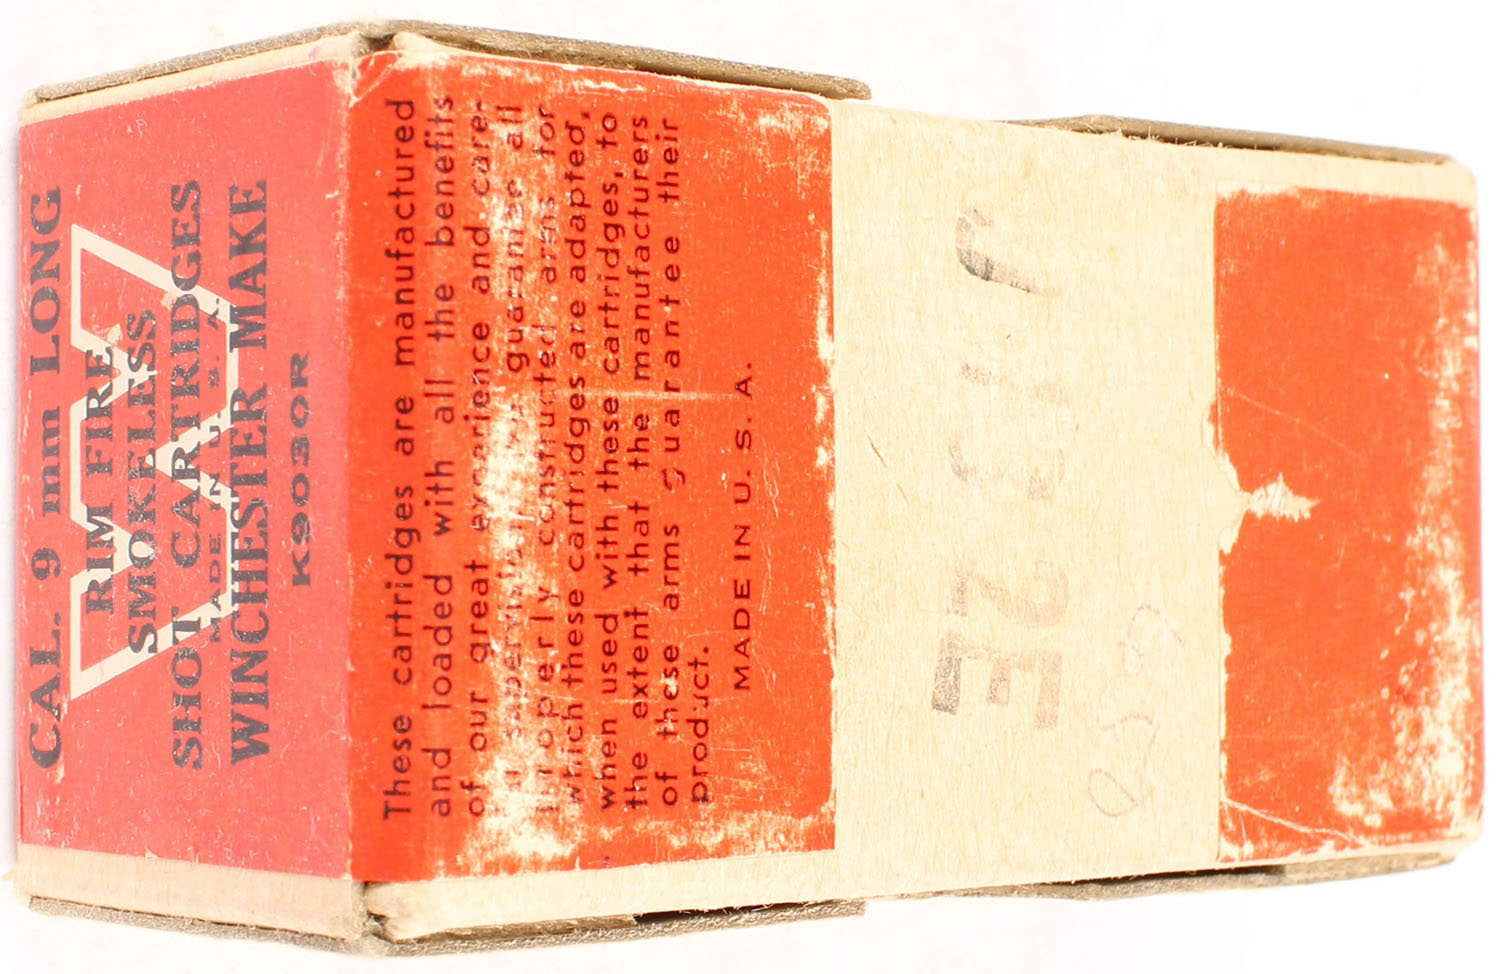 CAL. 9 mm LONG
RIM FIRE
SMOKELESS
SHOT CARTRIDGES
MADE IN U.S.A.
WINCHESTER MAKE
K9030R
These cartridges are manufactured
and loaded with all the benefits
of our great experience and care-
supervision. guarantee all
properly constructed arms for
which these cartridges are adapted,
when used with these cartridges, to
the extent that the manufacturers
of these arms guarantee their
product.
MADE IN U. S. A.